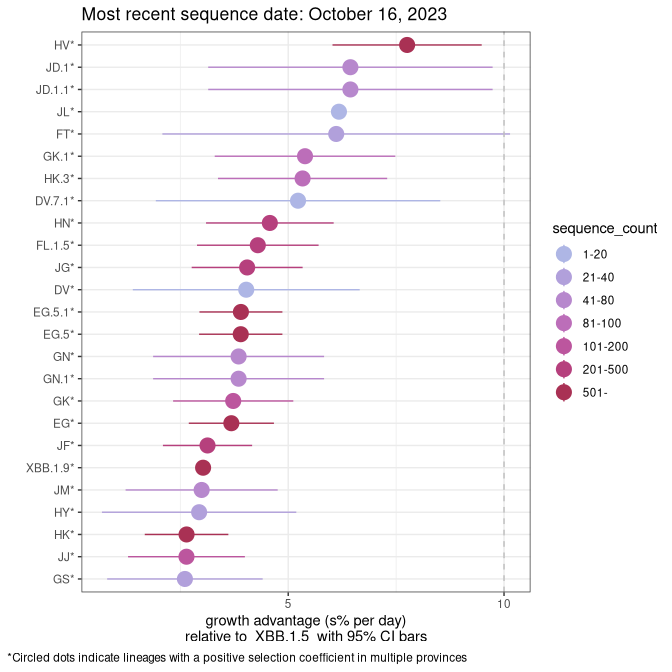 Most recent sequence date: October 16, 2023
HV*
JD.1*
JD.1.1*
JL*
FT*
GK.1*
HK.3*
DV.7.1*
HN*
FL.1.5*
JG*
DV*
EG.5.1*
EG.5*
GN*
GN.1*
GK*
EG*
JF*
XBB.1.9*
JM*
HY*
HK*
JJ*
GS*
5 10
growth advantage (s% per day)
relative to XBB.1.5 with 95% CI bars
sequence_count
1-20
21-40
41-80
81-100
101-200
201-500
501-
*Circled dots indicate lineages with a positive selection coefficient in multiple provinces